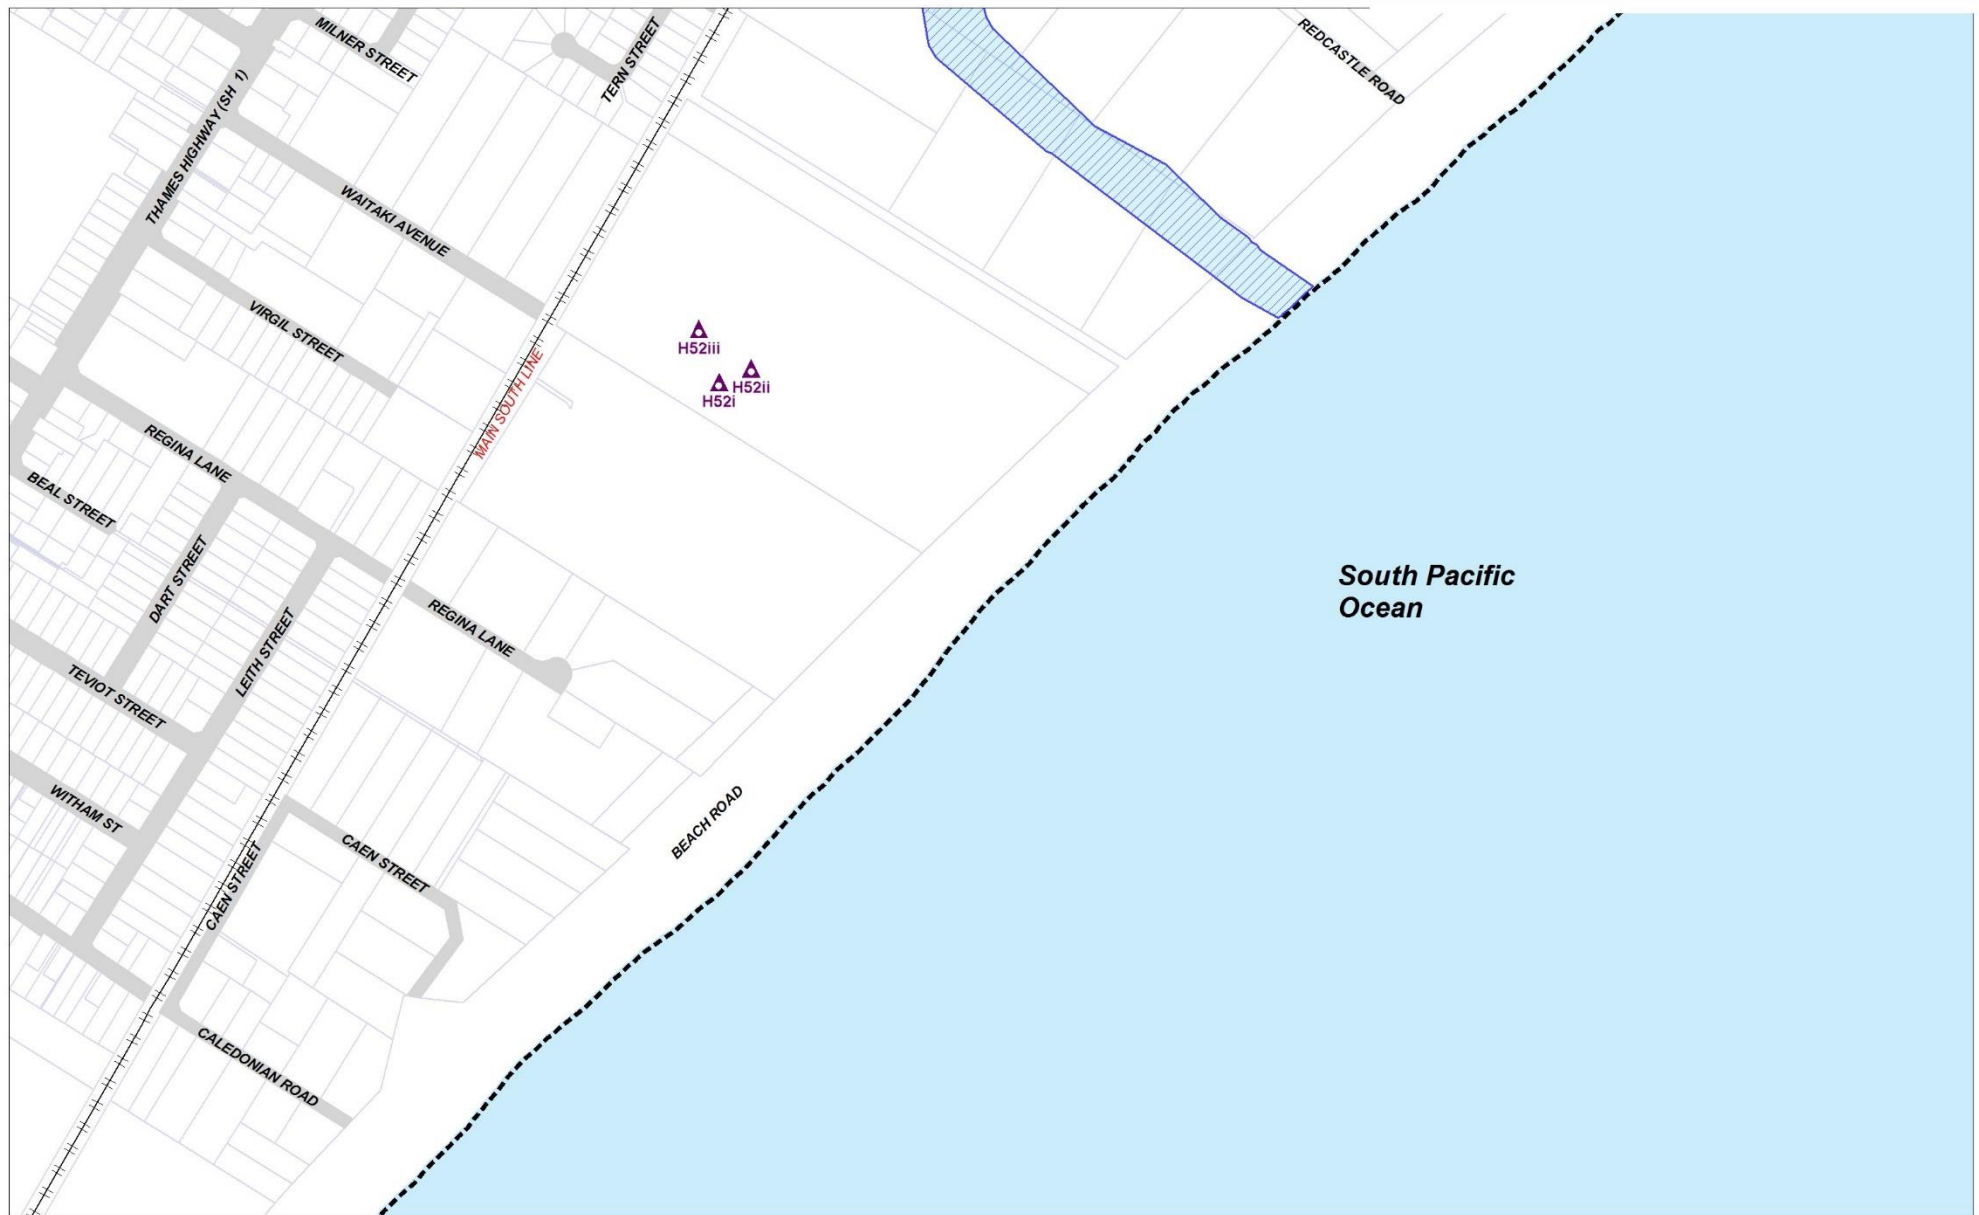 MILNER STREET
TERN STREET
REDCASTLE ROAD
THAMES HIGHWAY (SH 1)
WAITAKI AVENUE
VIRGIL STREET
H52iii
H52ii
H52i
MAIN SOUTH LINE
REGINA LANE
BEAL STREET
DART STREET
South Pacific
Ocean
REGINA LANE
LEITH STREET
TEVIOT STREET
WITHAM ST
BEACH ROAD
CAEN STREET
CAEN STREET
CALEDONIAN ROAD